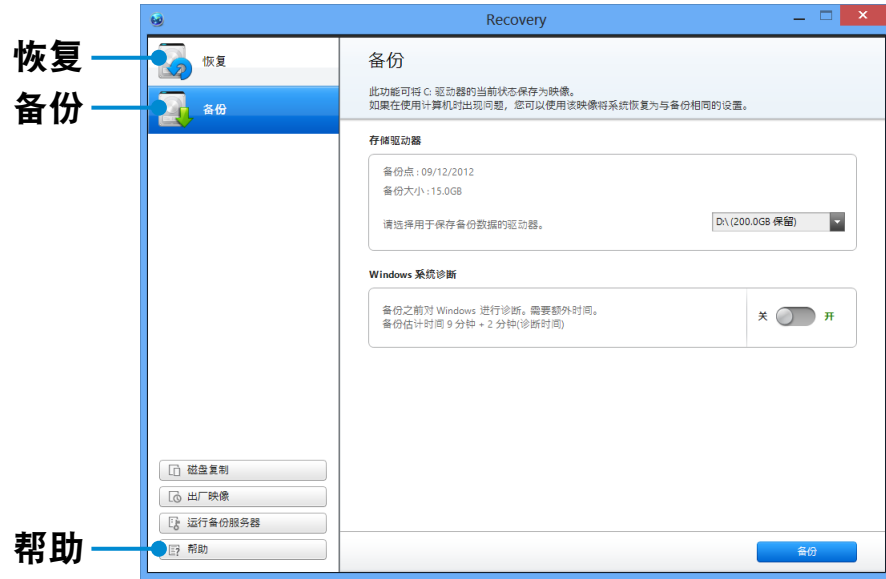 Recovery
恢复
备份
帮助
恢复
备份
磁盘复制
出厂映像
运行备份服务器
帮助
备份
此功能可将 C: 驱动器的当前状态保存为映像。
如果在使用计算机时出现问题，您可以使用该映像将系统恢复为与备份相同的设置。
存储驱动器
备份点 : 09/12/2012
备份大小 : 15.0GB
请选择用于保存备份数据的驱动器。
D:\ (200.0GB 保留)
Windows 系统诊断
备份之前对 Windows 进行诊断。需要额外时间。
备份估计时间 9 分钟 + 2 分钟(诊断时间)
关
开
备份